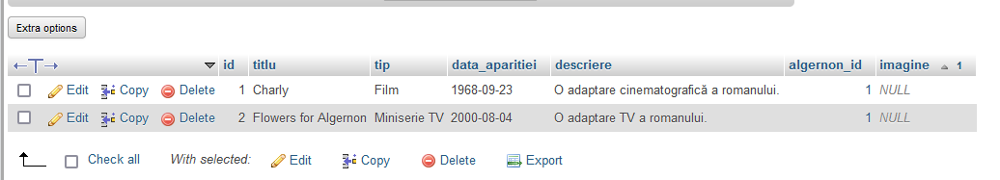 Extra options
←T→ id titlu tip data_aparitiei descriere algernon_id imagine 1
Edit Copy Delete 1 Charly Film 1968-09-23 O adaptare cinematografică a romanului. 1 NULL
Edit Copy Delete 2 Flowers for Algernon Miniserie TV 2000-08-04 O adaptare TV a romanului. 1 NULL
Check all With selected: Edit Copy Delete Export